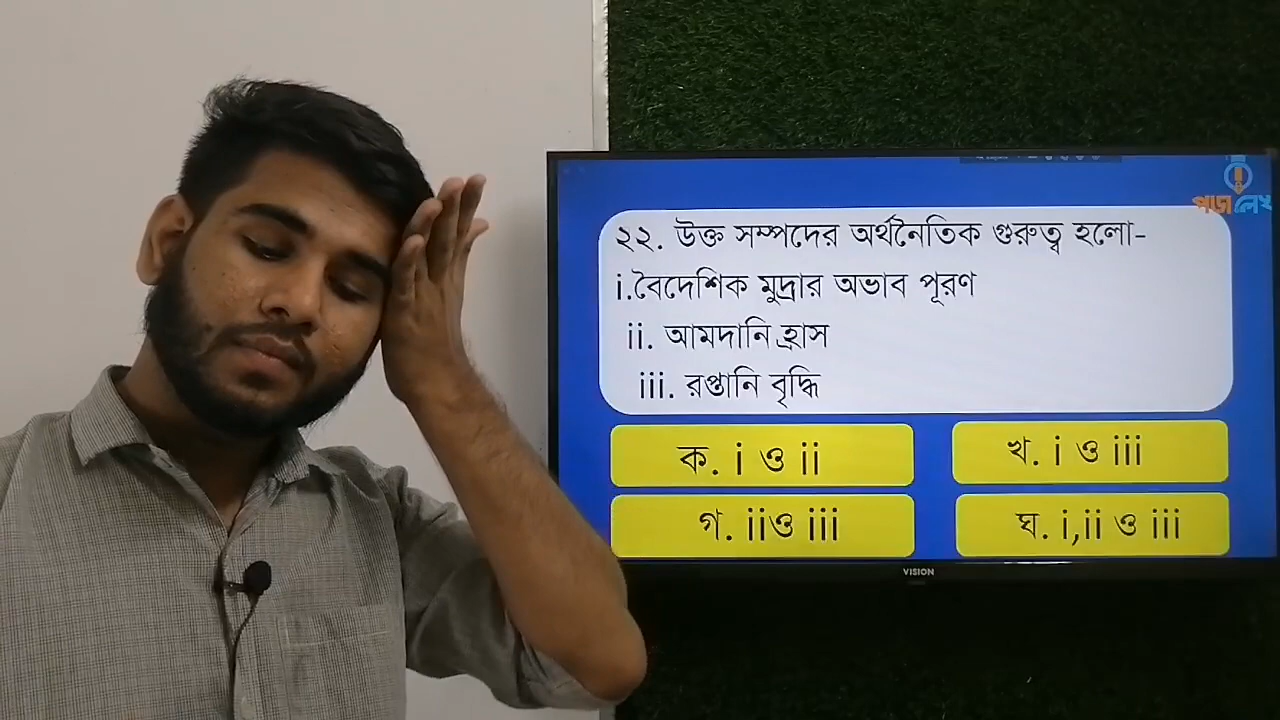 পড়ালেখ
২২. উক্ত সম্পদের অর্থনৈতিক গুরুত্ব হলো-
i.বৈদেশিক মুদ্রার অভাব পূরণ
ii. আমদানি হ্রাস
iii. রপ্তানি বৃদ্ধি
ক. i ও ii
খ. i ও iii
গ. iiও iii
ঘ. i,ii ও iii
VISION